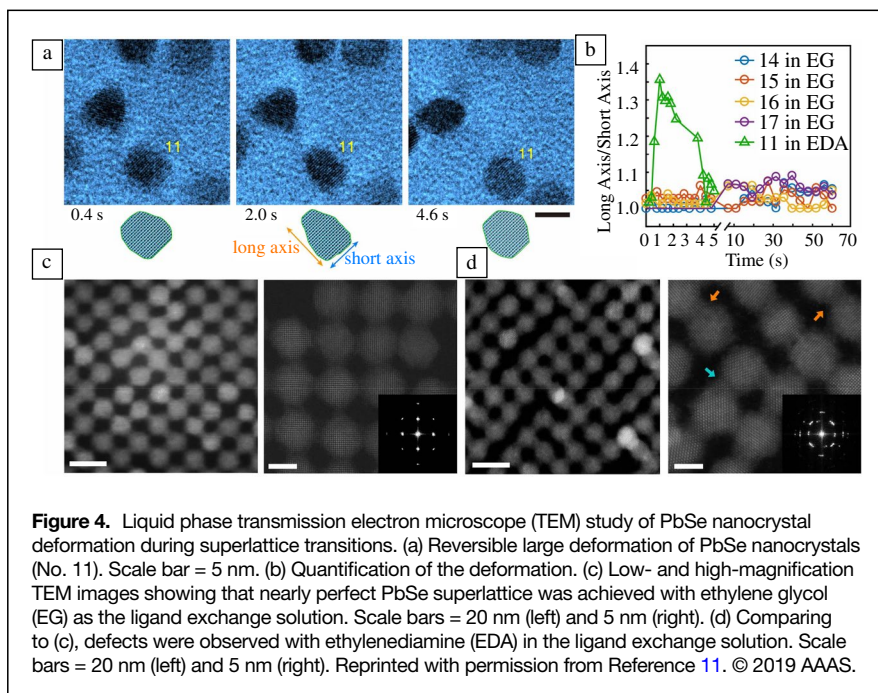 a
11
11
11
0.4 s
2.0 s
4.6 s
long axis
short axis
b
Long Axis/Short Axis
1.4
1.3
1.2
1.1
1.0
14 in EG
15 in EG
16 in EG
17 in EG
11 in EDA
0 1 2 3 4 5 10 30 50 70
Time (s)
c
d
Figure 4. Liquid phase transmission electron microscope (TEM) study of PbSe nanocrystal
deformation during superlattice transitions. (a) Reversible large deformation of PbSe nanocrystals
(No. 11). Scale bar = 5 nm. (b) Quantification of the deformation. (c) Low- and high-magnification
TEM images showing that nearly perfect PbSe superlattice was achieved with ethylene glycol
(EG) as the ligand exchange solution. Scale bars = 20 nm (left) and 5 nm (right). (d) Comparing
to (c), defects were observed with ethylenediamine (EDA) in the ligand exchange solution. Scale
bars = 20 nm (left) and 5 nm (right). Reprinted with permission from Reference 11. © 2019 AAAS.